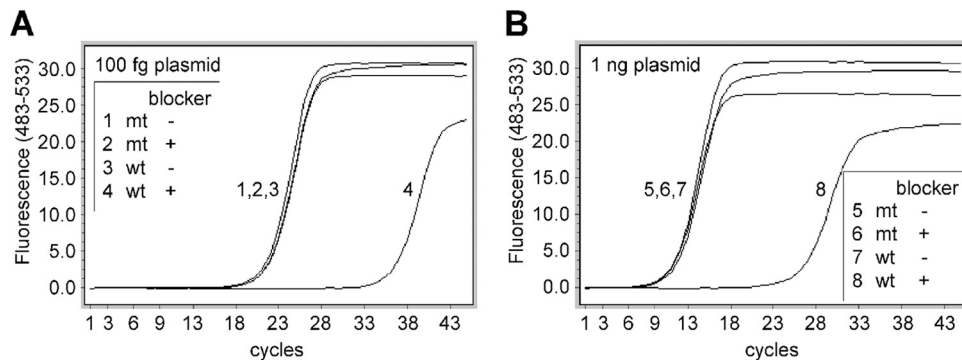 A
100 fg plasmid
blocker
1 mt -
2 mt +
3 wt -
4 wt +
1,2,3
4
Fluorescence (483-533)
30.0
25.0
20.0
15.0
10.0
5.0
0.0
1 3 6 9 13 18 23 28 33 38 43
cycles
B
1 ng plasmid
5,6,7
8
blocker
5 mt -
6 mt +
7 wt -
8 wt +
Fluorescence (483-533)
30.0
25.0
20.0
15.0
10.0
5.0
0.0
1 3 6 9 13 18 23 28 33 38 43
cycles